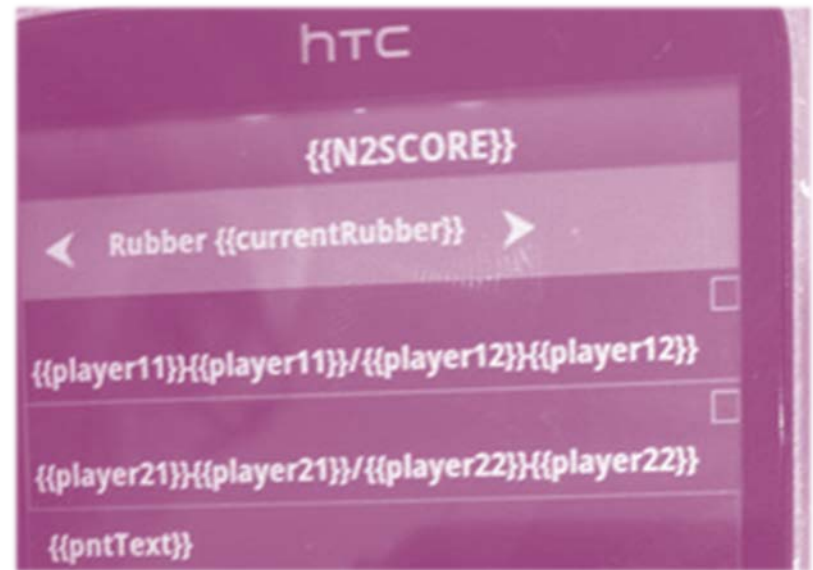 hTC
{{N2SCORE}}
Rubber {{currentRubber}}
{{player11}}{{player11}}/{{player12}}{{player12}}
{{player21}}{{player21}}/{{player22}}{{player22}}
{{pntText}}